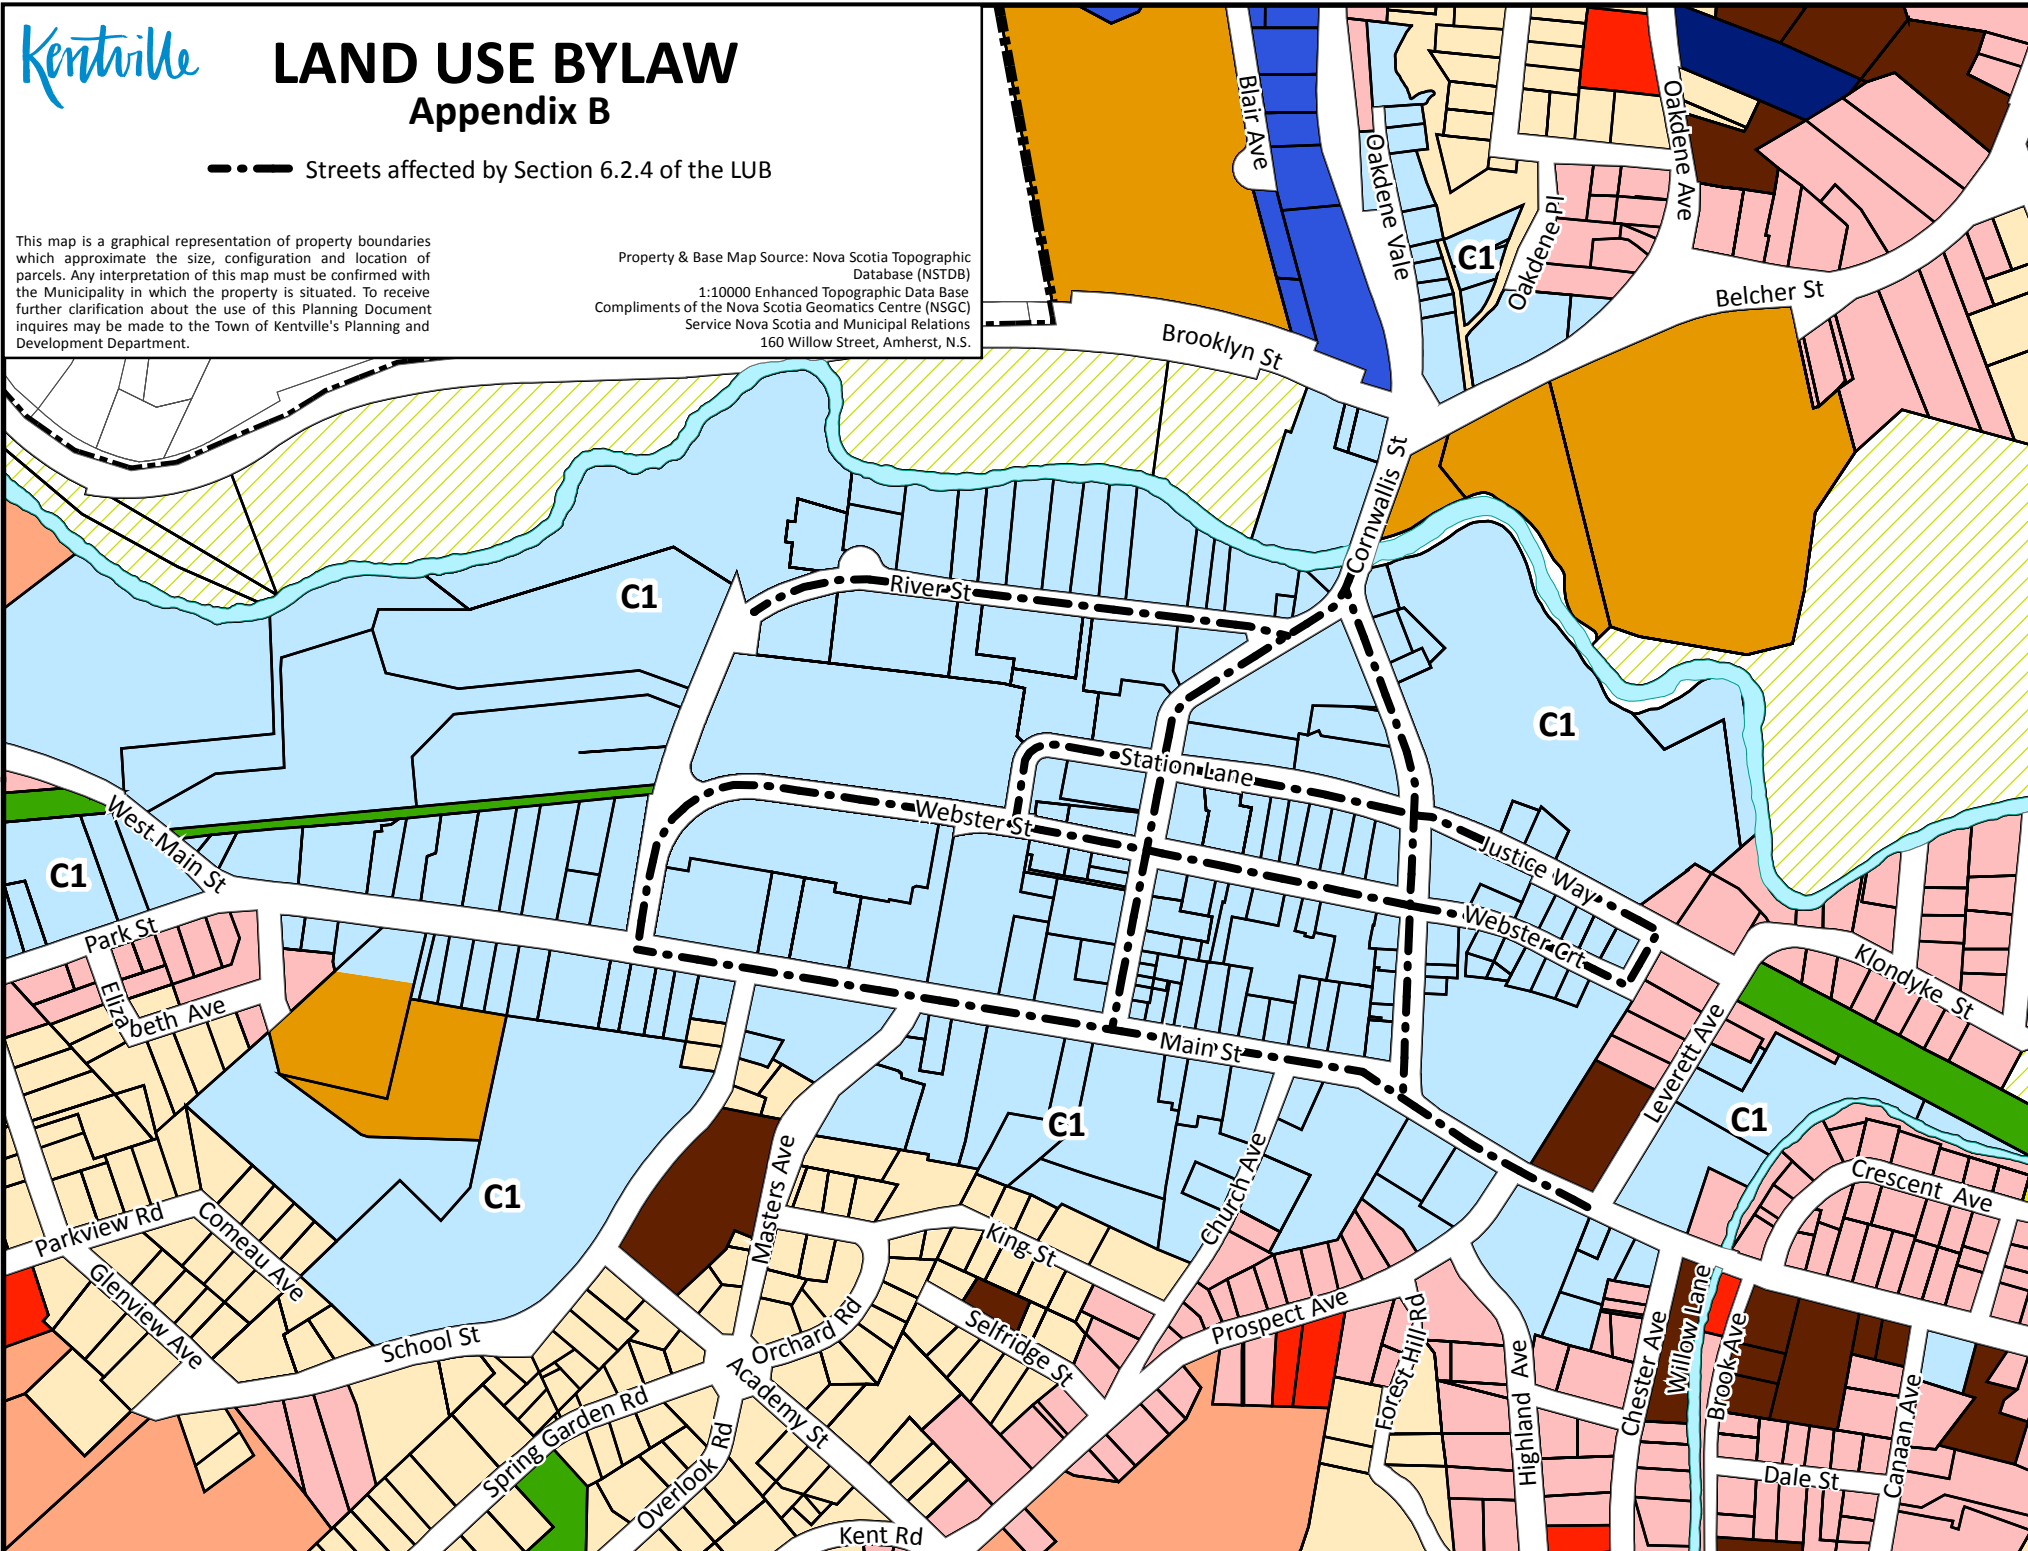 Kentville
LAND USE BYLAW
Appendix B
Streets affected by Section 6.2.4 of the LUB
This map is a graphical representation of property boundaries
which approximate the size, configuration and location of
parcels. Any interpretation of this map must be confirmed with
the Municipality in which the property is situated. To receive
further clarification about the use of this Planning Document
inquires may be made to the Town of Kentville's Planning and
Development Department.
Property & Base Map Source: Nova Scotia Topographic
Database (NSTDB)
1:10000 Enhanced Topographic Data Base
Compliments of the Nova Scotia Geomatics Centre (NSGC)
Service Nova Scotia and Municipal Relations
160 Willow Street, Amherst, N.S.
Blair Ave
Oakdene Vale
Oakdene Ave
C1
Oakdene Pl
Belcher St
Brooklyn St
Cornwallis St
C1
River St
C1
Station Lane
Webster St
West Main St
Justice Way
C1
Park St
Webster Crt
Klondyke St
Elizabeth Ave
Main St
Leverett Ave
C1
C1
Church Ave
Masters Ave
C1
Crescent Ave
Parkview Rd
Comeau Ave
King St
Glenview Ave
Willow Lane
School St
Orchard Rd
Selfridge St
Prospect Ave
Forest Hill Rd
Highland Ave
Chester Ave
Brook Ave
Canaan Ave
Academy St
Spring Garden Rd
Overlook Rd
Dale St
Kent Rd